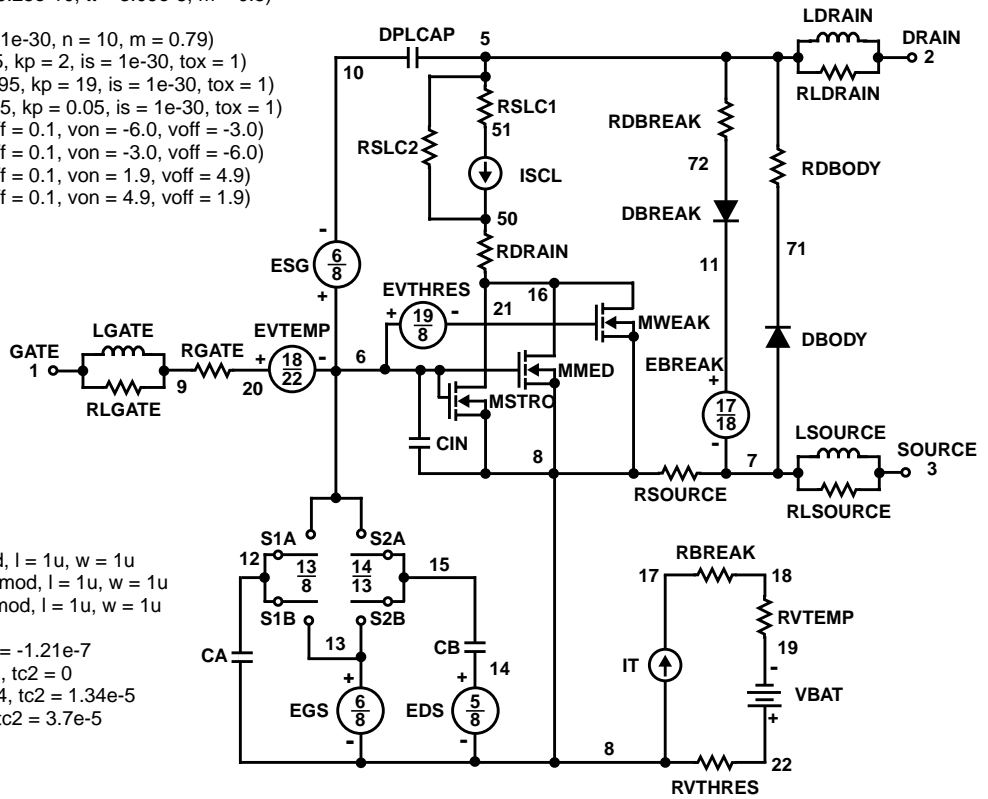 1e-30, n = 10, m = 0.79)
, kp = 2, is = 1e-30, tox = 1)
95, kp = 19, is = 1e-30, tox = 1)
5, kp = 0.05, is = 1e-30, tox = 1)
ff = 0.1, von = -6.0, voff = -3.0)
ff = 0.1, von = -3.0, voff = -6.0)
ff = 0.1, von = 1.9, voff = 4.9)
ff = 0.1, von = 4.9, voff = 1.9)
l = 1u, w = 1u
mod, l = 1u, w = 1u
mod, l = 1u, w = 1u
= -1.21e-7
, tc2 = 0
4, tc2 = 1.34e-5
tc2 = 3.7e-5
LDRAIN
DPLCAP
5
DRAIN
2
10
RLDRAIN
RSLC1
51
RDBREAK
RSLC2
72
RDBODY
ISCL
DBREAK
50
71
RDRAIN
11
ESG
6
8
-
+
EVTHRES
+
19
8
-
16
21
MWEAK
LGATE
EVTEMP
GATE
1
RGATE
+
18
22
-
6
9
20
RLGATE
MMED
EBREAK
+
17
18
-
DBODY
MSTRO
CIN
8
7
LSOURCE
SOURCE
3
RSOURCE
RLSOURCE
S1A
S2A
12
13
8
14
13
15
S1B
S2B
13
CA
CB
14
+
EGS
6
8
-
+
EDS
5
8
-
8
RBREAK
17
18
RVTEMP
19
IT
-
VBAT
+
22
RVTHRES